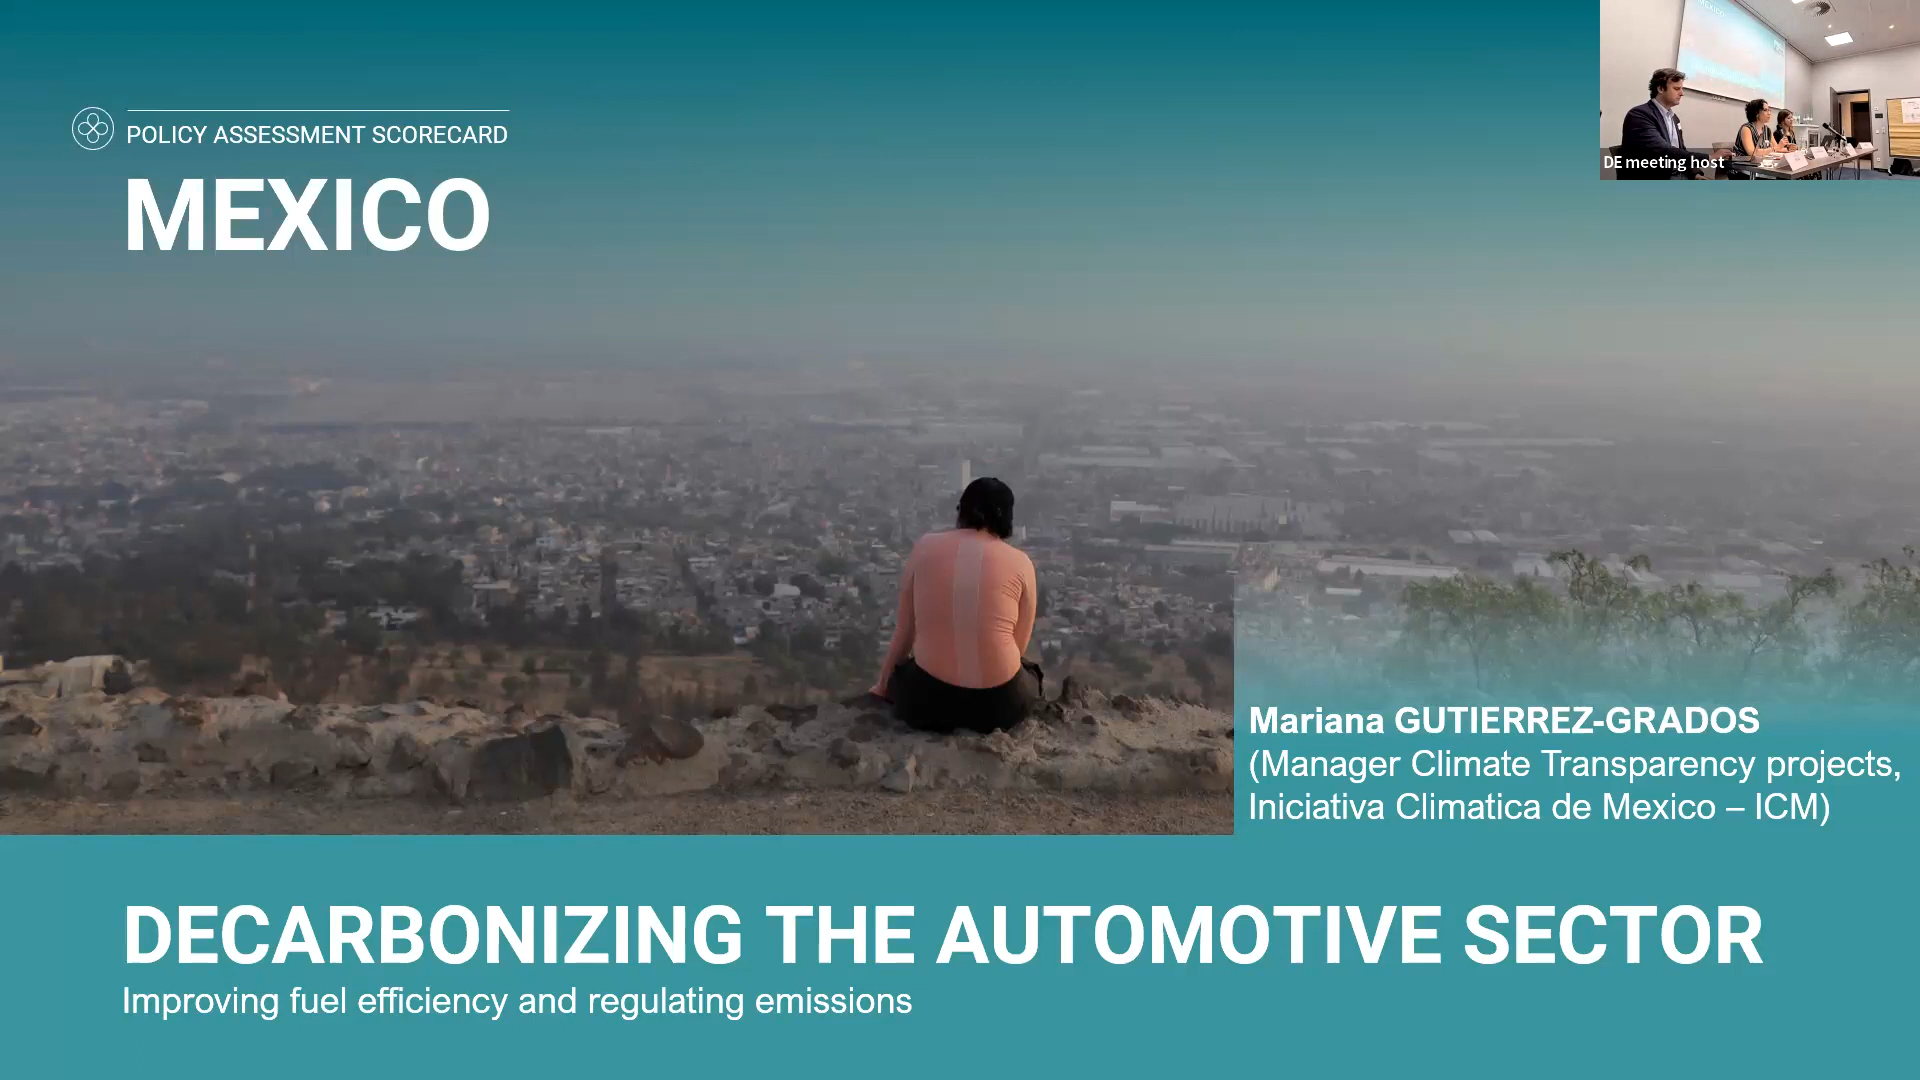 POLICY ASSESSMENT SCORECARD
MEXICO
DE meeting host
Mariana GUTIERREZ-GRADOS
(Manager Climate Transparency projects,
Iniciativa Climatica de Mexico – ICM)
DECARBONIZING THE AUTOMOTIVE SECTOR
Improving fuel efficiency and regulating emissions